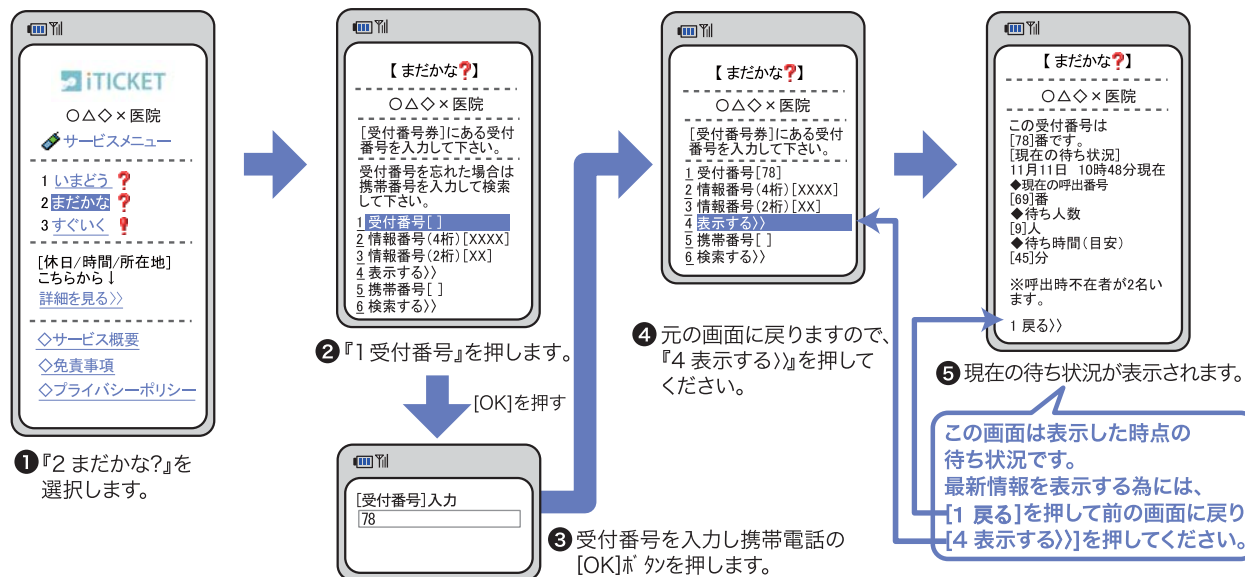 iTICKET
○△◇×医院
サービスメニュー
1 いまどう❓
2 まだかな❓
3 すぐいく❗
[休日/時間/所在地]
こちらから↓
詳細を見る〉〉
◇サービス概要
◇免責事項
◇プライバシーポリシー
❶『2 まだかな?』を
選択します。
【 まだかな❓】
○△◇×医院
[受付番号券]にある受付
番号を入力して下さい。
受付番号を忘れた場合は
携帯番号を入力して検索
して下さい。
1 受付番号[ ]
2 情報番号(4桁)[XXXX]
3 情報番号(2桁)[XX]
4 表示する〉〉
5 携帯番号[ ]
6 検索する〉〉
❷『1 受付番号』を押します。
[OK]を押す
[受付番号]入力
78
❸受付番号を入力し携帯電話の
[OK]ボタンを押します。
【 まだかな❓】
○△◇×医院
[受付番号券]にある受付
番号を入力して下さい。
1 受付番号[78]
2 情報番号(4桁)[XXXX]
3 情報番号(2桁)[XX]
4 表示する〉〉
5 携帯番号[ ]
6 検索する〉〉
❹元の画面に戻りますので、
『4 表示する〉〉』を押して
ください。
【 まだかな❓】
○△◇×医院
この受付番号は
[78]番です。
[現在の待ち状況]
11月11日 10時48分現在
◆現在の呼出番号
[69]番
◆待ち人数
[9]人
◆待ち時間(目安)
[45]分
※呼出時不在者が2名い
ます。
1 戻る〉〉
❺現在の待ち状況が表示されます。
この画面は表示した時点の
待ち状況です。
最新情報を表示する為には、
[1 戻る]を押して前の画面に戻り
[4 表示する〉〉]を押してください。